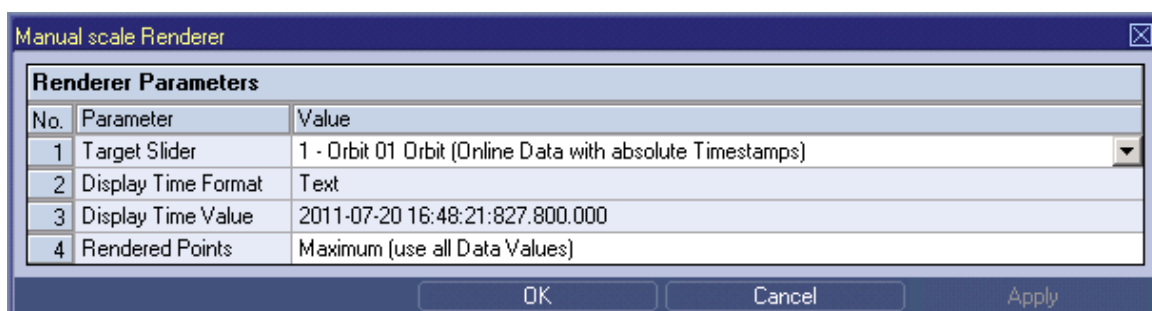 Manual scale Renderer
Renderer Parameters
No. Parameter Value
1 Target Slider 1 - Orbit 01 Orbit (Online Data with absolute Timestamps)
2 Display Time Format Text
3 Display Time Value 2011-07-20 16:48:21:827.800.000
4 Rendered Points Maximum (use all Data Values)
OK Cancel Apply